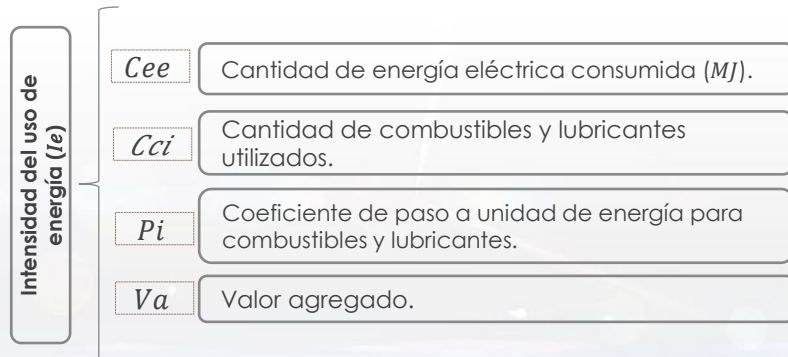 Intensidad del uso de
energía (Ie)
Cee
Cantidad de energía eléctrica consumida (MJ).
Cci
Cantidad de combustibles y lubricantes
utilizados.
Pi
Coeficiente de paso a unidad de energía para
combustibles y lubricantes.
Va
Valor agregado.